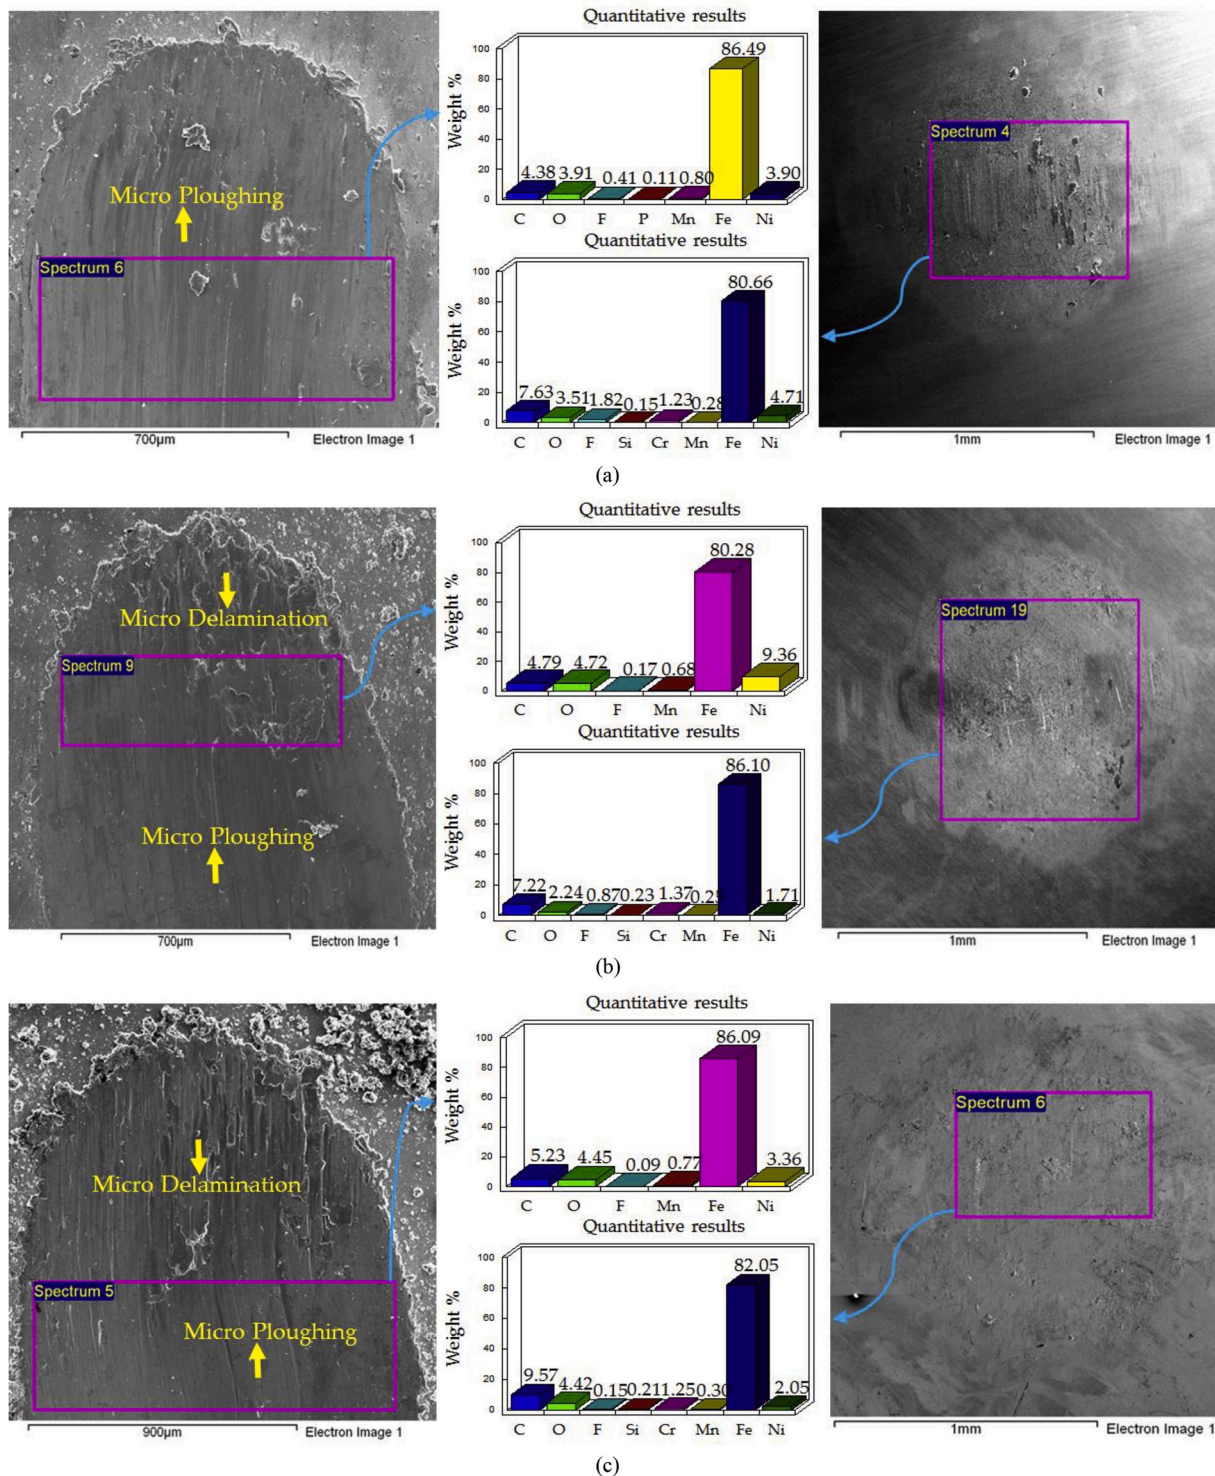 Quantitative results
Weight %
100
80
60
40
20
0
4.38 3.91 0.41 0.11 0.80 86.49 3.90
C O F P Mn Fe Ni
Micro Ploughing
Spectrum 6
700µm Electron Image 1
Quantitative results
Weight %
100
80
60
40
20
0
7.63 3.51 1.82 0.15 1.23 0.28 80.66 4.71
C O F Si Cr Mn Fe Ni
Spectrum 4
1mm Electron Image 1
(a)
Micro Delamination
Spectrum 9
Micro Ploughing
700µm Electron Image 1
Quantitative results
Weight %
100
80
60
40
20
0
4.79 4.72 0.17 0.68 80.28 9.36
C O F Mn Fe Ni
Quantitative results
Weight %
100
80
60
40
20
0
7.22 2.24 0.87 0.23 1.37 0.25 86.10 1.71
C O F Si Cr Mn Fe Ni
Spectrum 19
1mm Electron Image 1
(b)
Micro Delamination
Spectrum 5
Micro Ploughing
900µm Electron Image 1
Quantitative results
Weight %
100
80
60
40
20
0
5.23 4.45 0.09 0.77 86.09 3.36
C O F Mn Fe Ni
Quantitative results
Weight %
100
80
60
40
20
0
9.57 4.42 0.15 0.21 1.25 0.30 82.05 2.05
C O F Si Cr Mn Fe Ni
Spectrum 6
1mm Electron Image 1
(c)